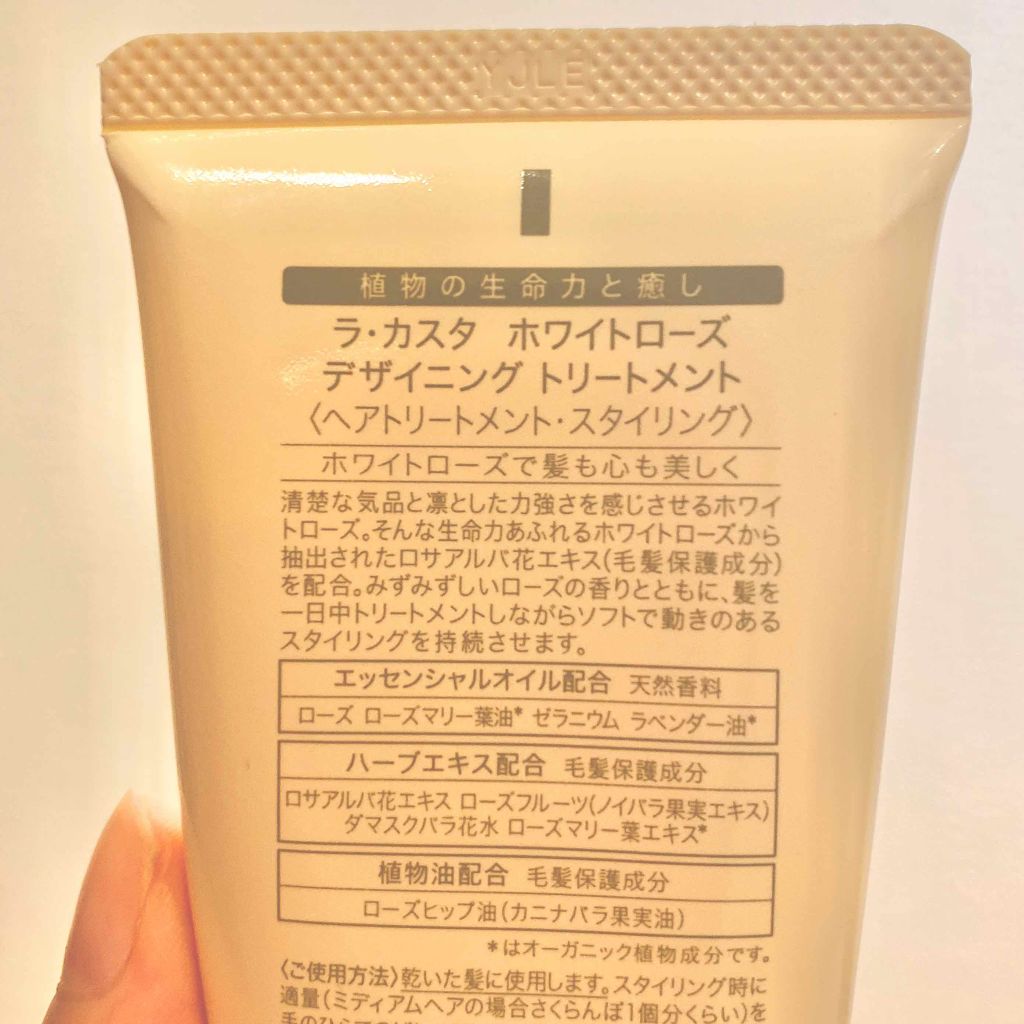 YJLE
植物の生命力と癒し
ラ・カスタ ホワイトローズ
デザイニング トリートメント
〈ヘアトリートメント・スタイリング〉
ホワイトローズで髪も心も美しく
清楚な気品と凛とした力強さを感じさせるホワイ
トローズ。そんな生命力あふれるホワイトローズから
抽出されたロサアルバ花エキス(毛髪保護成分)
を配合。みずみずしいローズの香りとともに、髪を
一日中トリートメントしながらソフトで動きのある
スタイリングを持続させます。
エッセンシャルオイル配合 天然香料
ローズ ローズマリー葉油* ゼラニウム ラベンダー油*
ハーブエキス配合 毛髪保護成分
ロサアルバ花エキス ローズフルーツ(ノイバラ果実エキス)
ダマスクバラ花水 ローズマリー葉エキス*
植物油配合 毛髪保護成分
ローズヒップ油(カニナバラ果実油)
*はオーガニック植物成分です。
〈ご使用方法〉乾いた髪に使用します。スタイリング時に
適量(ミディアムヘアの場合さくらんぼ1個分くらい)を
手のひらで